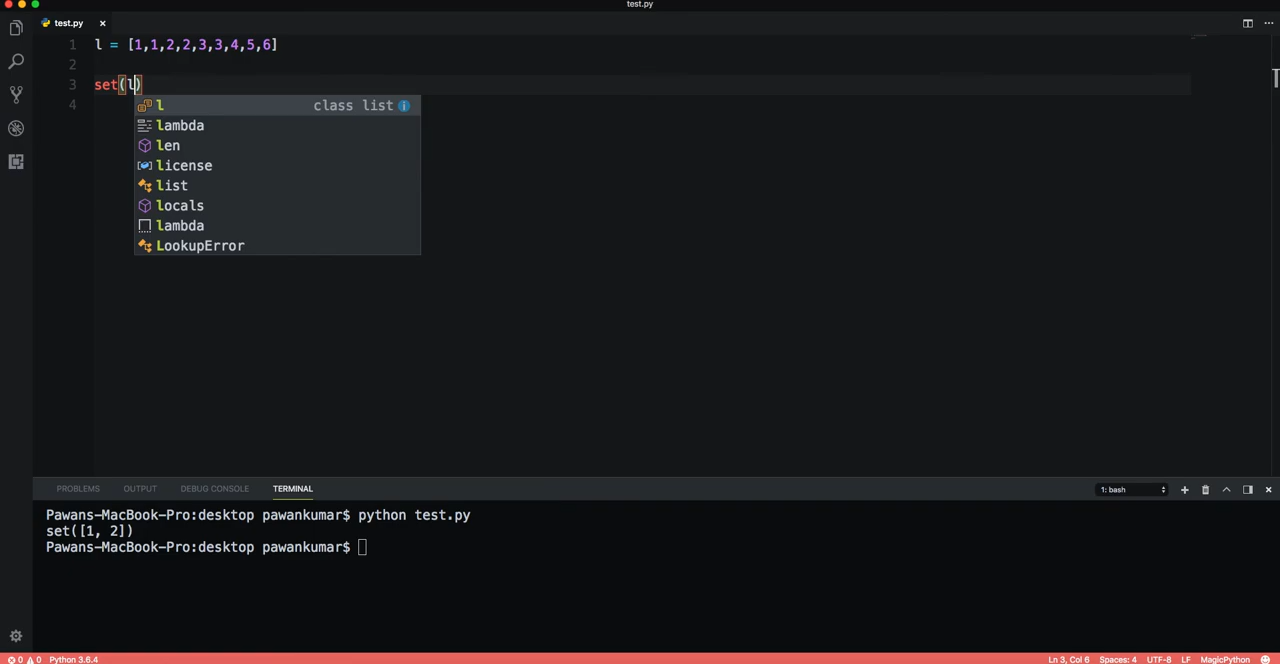 test.py
test.py
1 l = [1,1,2,2,3,3,4,5,6]
2
3 set(l)
4
l class list
lambda
len
license
list
locals
lambda
LookupError
PROBLEMS OUTPUT DEBUG CONSOLE TERMINAL 1: bash
Pawans-MacBook-Pro:desktop pawankumar$ python test.py
set([1, 2])
Pawans-MacBook-Pro:desktop pawankumar$
0 0 Python 3.6.4 Ln 3, Col 6 Spaces: 4 UTF-8 LF MagicPython